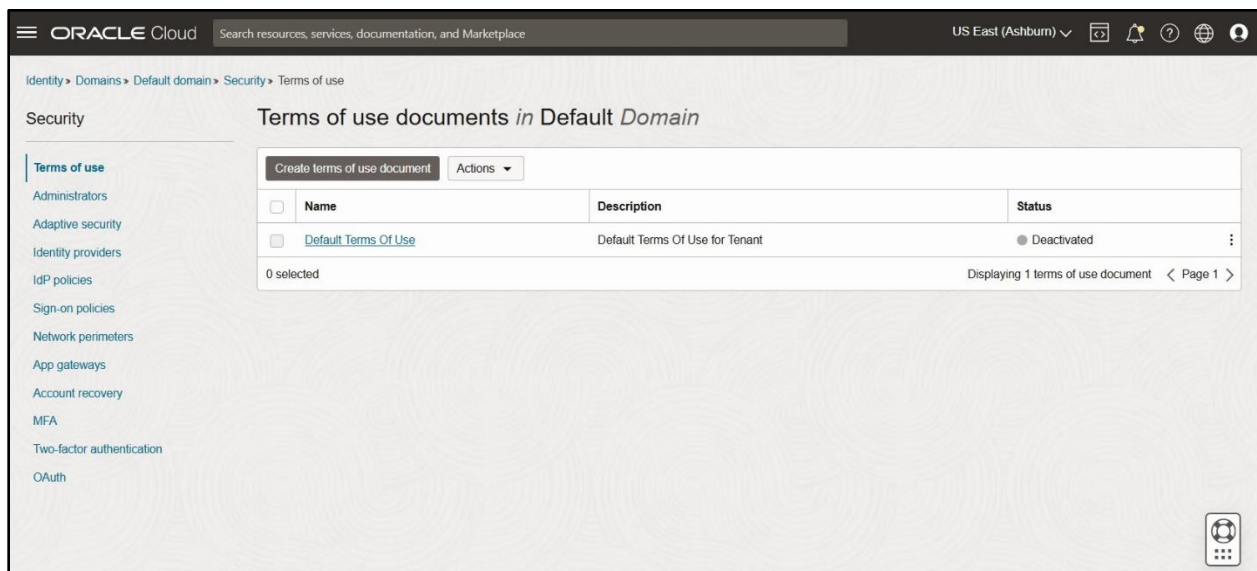 ORACLE Cloud
Search resources, services, documentation, and Marketplace
US East (Ashburn)
Identity » Domains » Default domain » Security » Terms of use
Security
Terms of use
Administrators
Adaptive security
Identity providers
IdP policies
Sign-on policies
Network perimeters
App gateways
Account recovery
MFA
Two-factor authentication
OAuth
Terms of use documents in Default Domain
Create terms of use document Actions
Name Description Status
Default Terms Of Use Default Terms Of Use for Tenant Deactivated
0 selected Displaying 1 terms of use document < Page 1 >